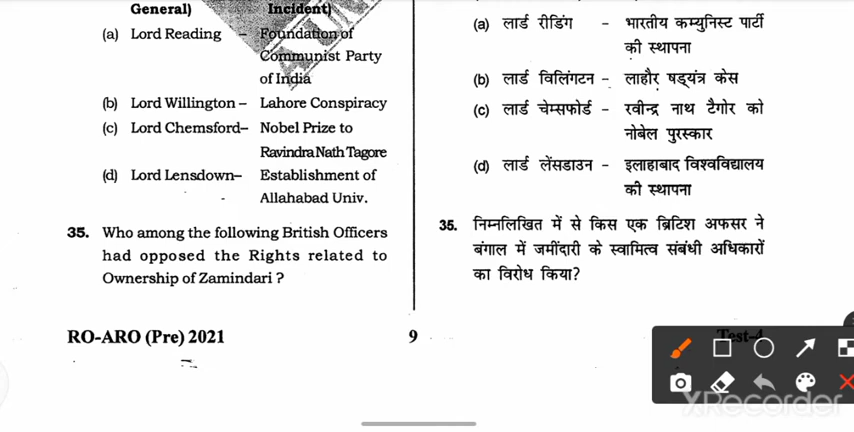 General)
Incident)
(a) Lord Reading – Foundation of
Communist Party
of India
(b) Lord Willington – Lahore Conspiracy
(c) Lord Chemsford– Nobel Prize to
Ravindra Nath Tagore
(d) Lord Lensdown– Establishment of
Allahabad Univ.
35. Who among the following British Officers
had opposed the Rights related to
Ownership of Zamindari ?
(a) लार्ड रीडिंग – भारतीय कम्युनिस्ट पार्टी
की स्थापना
(b) लार्ड विलिंगटन – लाहौर षड्यंत्र केस
(c) लार्ड चेम्सफोर्ड – रवीन्द्र नाथ टैगोर को
नोबेल पुरस्कार
(d) लार्ड लेंसडाउन – इलाहाबाद विश्वविद्यालय
की स्थापना
35. निम्नलिखित में से किस एक ब्रिटिश अफसर ने
बंगाल में जमींदारी के स्वामित्व संबंधी अधिकारों
का विरोध किया?
RO-ARO (Pre) 2021
9
Test-4
XRecorder